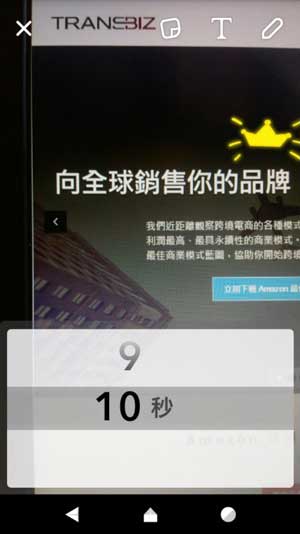 TRANSBIZ
T
向全球銷售你的品牌
我們近距離觀察跨境電商的各種模式
利潤最高、最具永續性的商業模式。
最佳商業模式藍圖，協助你開始跨境
立即下載 Amazon
9
10 秒